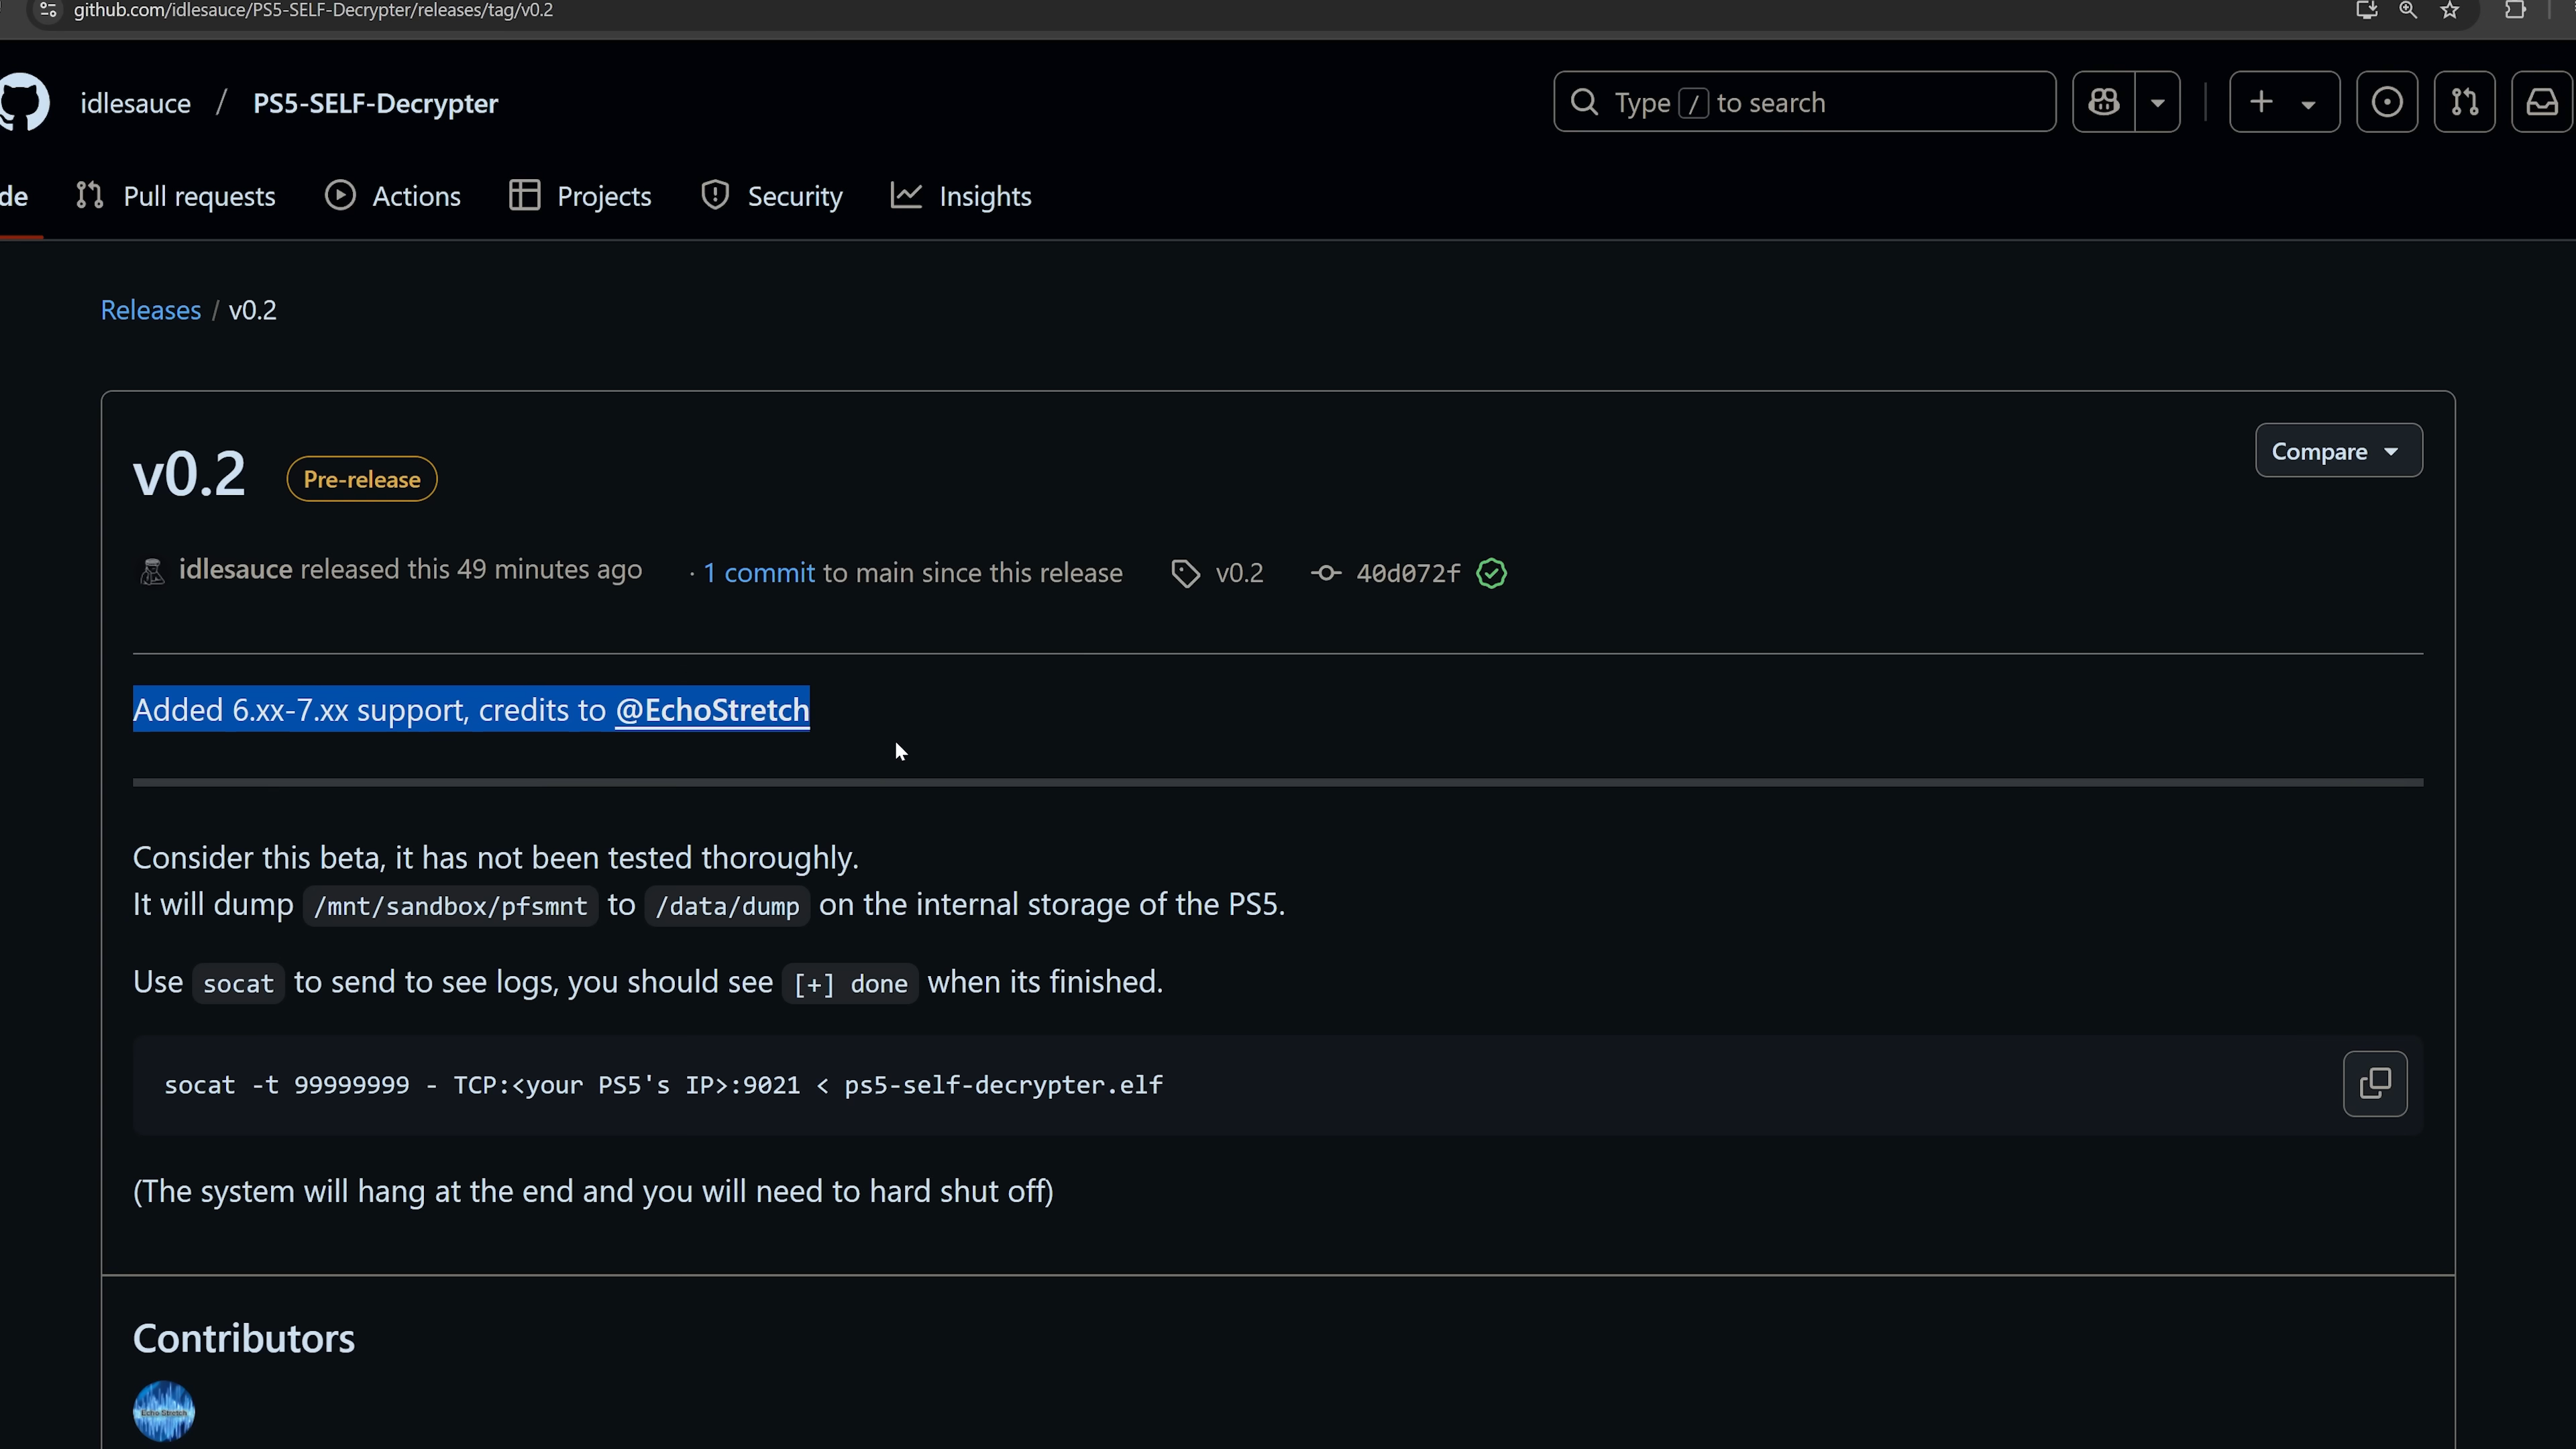 github.com/idlesauce/PS5-SELF-Decrypter/releases/tag/v0.2
idlesauce / PS5-SELF-Decrypter
Type / to search
de
Pull requests
Actions
Projects
Security
Insights
Releases / v0.2
v0.2 Pre-release
Compare
idlesauce released this 49 minutes ago · 1 commit to main since this release v0.2 40d072f
Added 6.xx-7.xx support, credits to @EchoStretch
Consider this beta, it has not been tested thoroughly.
It will dump /mnt/sandbox/pfsmnt to /data/dump on the internal storage of the PS5.
Use socat to send to see logs, you should see [+] done when its finished.
socat -t 99999999 - TCP:<your PS5's IP>:9021 < ps5-self-decrypter.elf
(The system will hang at the end and you will need to hard shut off)
Contributors
Echo Stretch